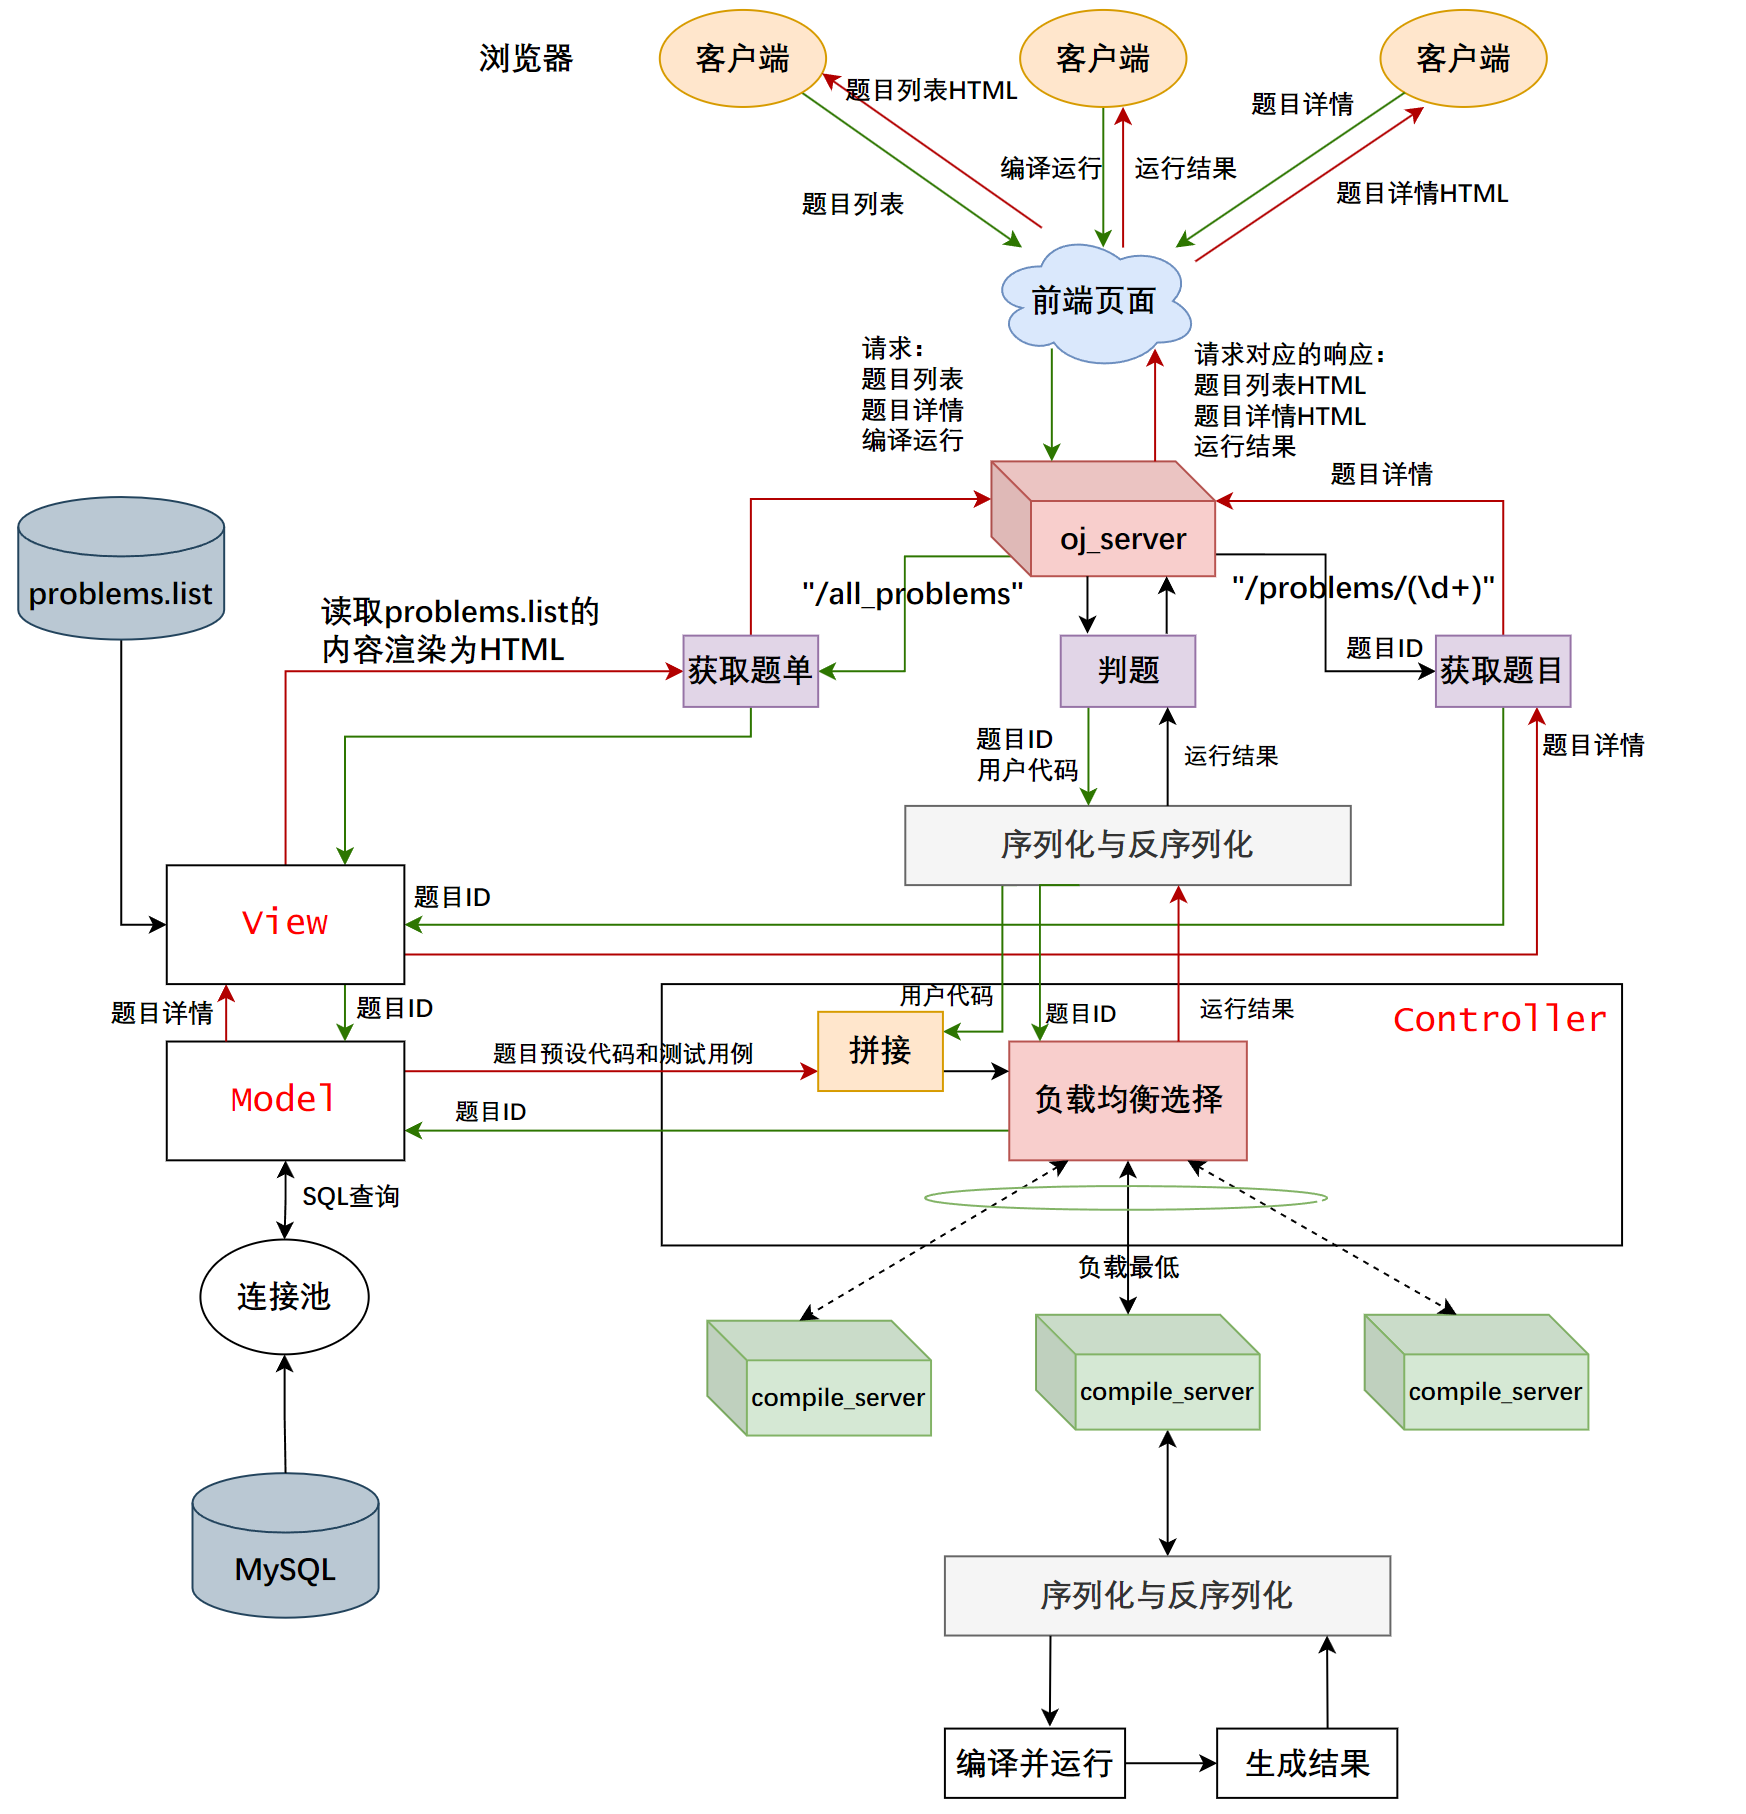 浏览器
客户端
客户端
客户端
题目列表HTML
题目详情
编译运行
运行结果
题目列表
题目详情HTML
前端页面
请求：
题目列表
题目详情
编译运行
请求对应的响应：
题目列表HTML
题目详情HTML
运行结果
题目详情
oj_server
problems.list
"/all_problems"
"/problems/(\d+)"
读取problems.list的
内容渲染为HTML
题目ID
获取题单
判题
获取题目
题目ID
用户代码
运行结果
题目详情
序列化与反序列化
View
题目ID
题目详情
题目ID
用户代码
题目ID
运行结果
Controller
拼接
题目预设代码和测试用例
Model
负载均衡选择
题目ID
SQL查询
负载最低
连接池
compile_server
compile_server
compile_server
MySQL
序列化与反序列化
编译并运行
生成结果